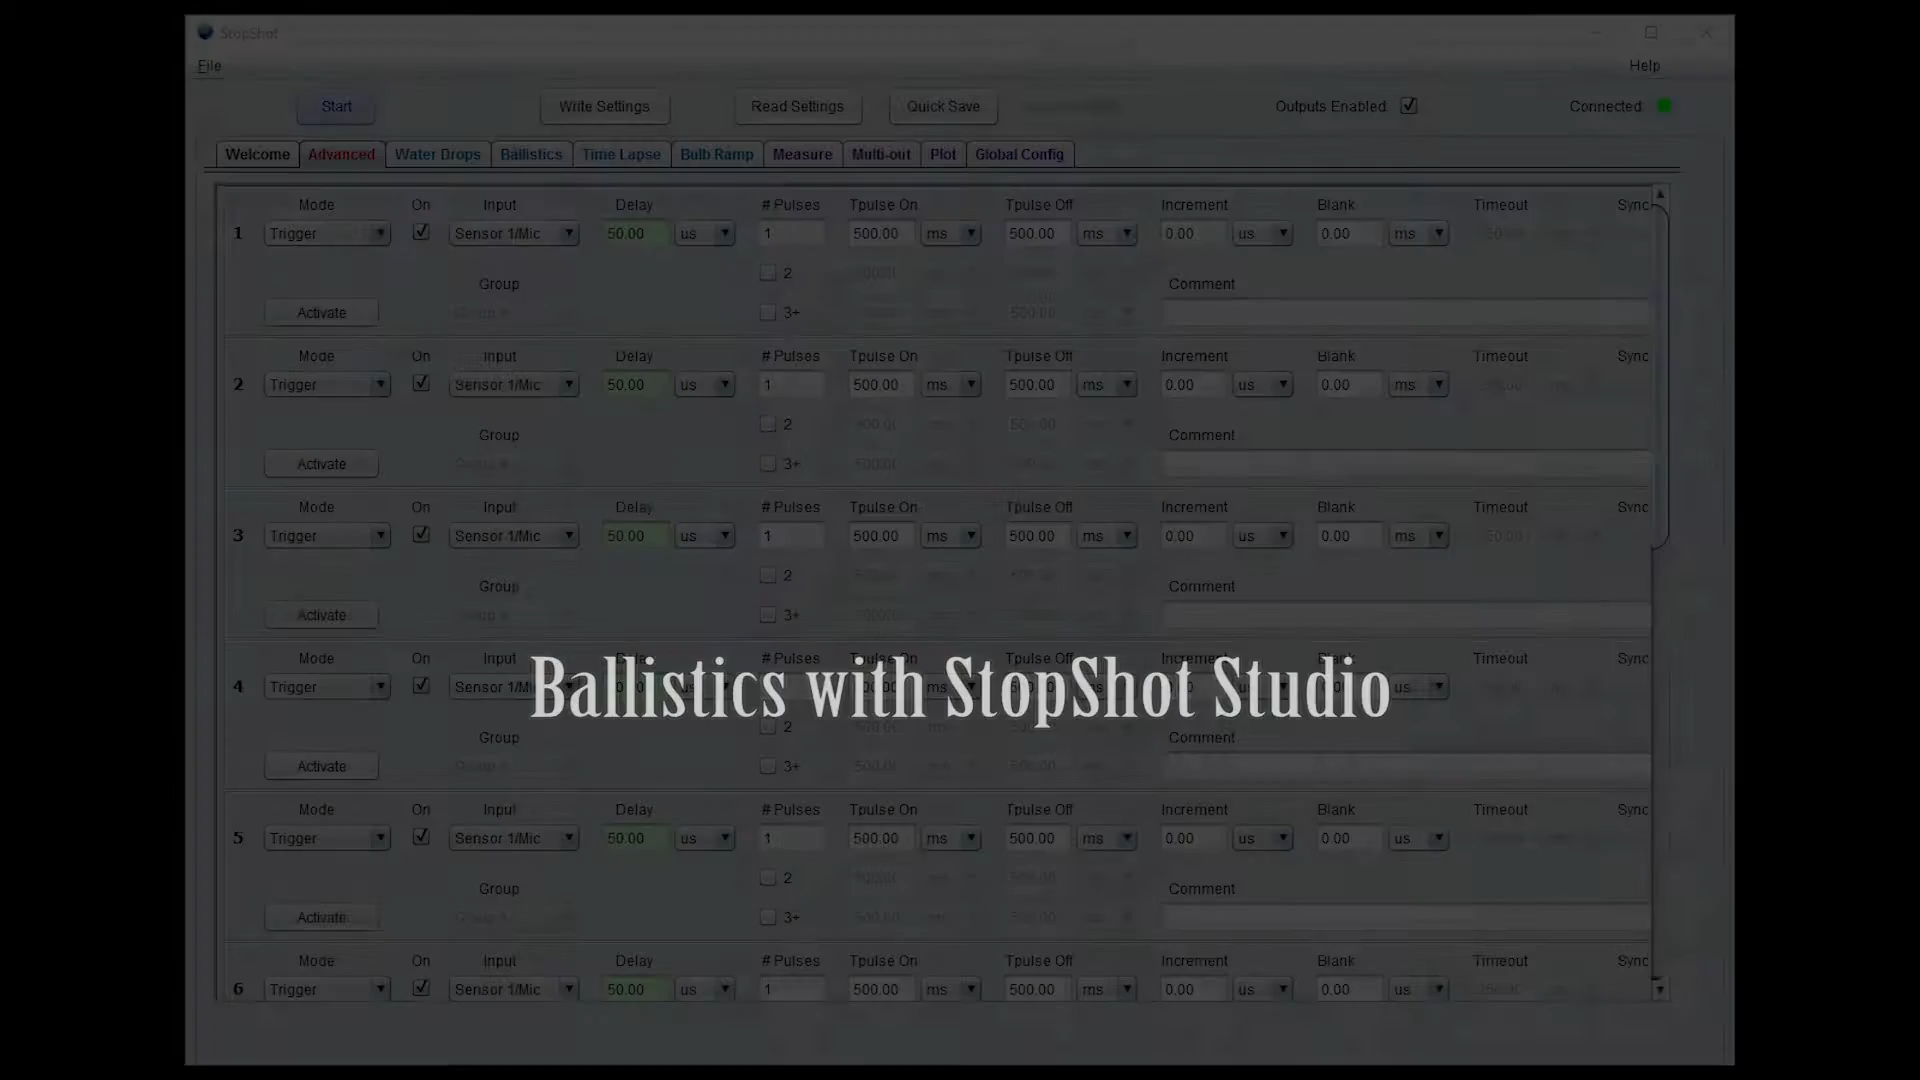 StopShot
File Help
Start Write Settings Read Settings Quick Save Outputs Enabled Connected
Welcome Advanced Water Drops Ballistics Time Lapse Bulb Ramp Measure Multi-out Plot Global Config
Mode On Input Delay # Pulses Tpulse On Tpulse Off Increment Blank Timeout Sync
1 Trigger Sensor 1/Mic 50.00 us 1 500.00 ms 500.00 ms 0.00 us 0.00 ms
2
Group Comment
Activate 3+ 500.00
Mode On Input Delay # Pulses Tpulse On Tpulse Off Increment Blank Timeout Sync
2 Trigger Sensor 1/Mic 50.00 us 1 500.00 ms 500.00 ms 0.00 us 0.00 ms
2
Group Comment
Activate 3+
Mode On Input Delay # Pulses Tpulse On Tpulse Off Increment Blank Timeout Sync
3 Trigger Sensor 1/Mic 50.00 us 1 500.00 ms 500.00 ms 0.00 us 0.00 ms
2
Group Comment
Activate 3+
Mode On Input # Pulses Tpulse On Tpulse Off Increment Blank Timeout Sync
4 Trigger us
Ballistics with StopShot Studio
2
Group Comment
Activate 3+
Mode On Input Delay # Pulses Tpulse On Tpulse Off Increment Blank Timeout Sync
5 Trigger Sensor 1/Mic 50.00 us 1 500.00 ms 500.00 ms 0.00 us 0.00 us
2
Group Comment
Activate 3+
Mode On Input Delay # Pulses Tpulse On Tpulse Off Increment Blank Timeout Sync
6 Trigger Sensor 1/Mic 50.00 us 1 500.00 ms 500.00 ms 0.00 us 0.00 us